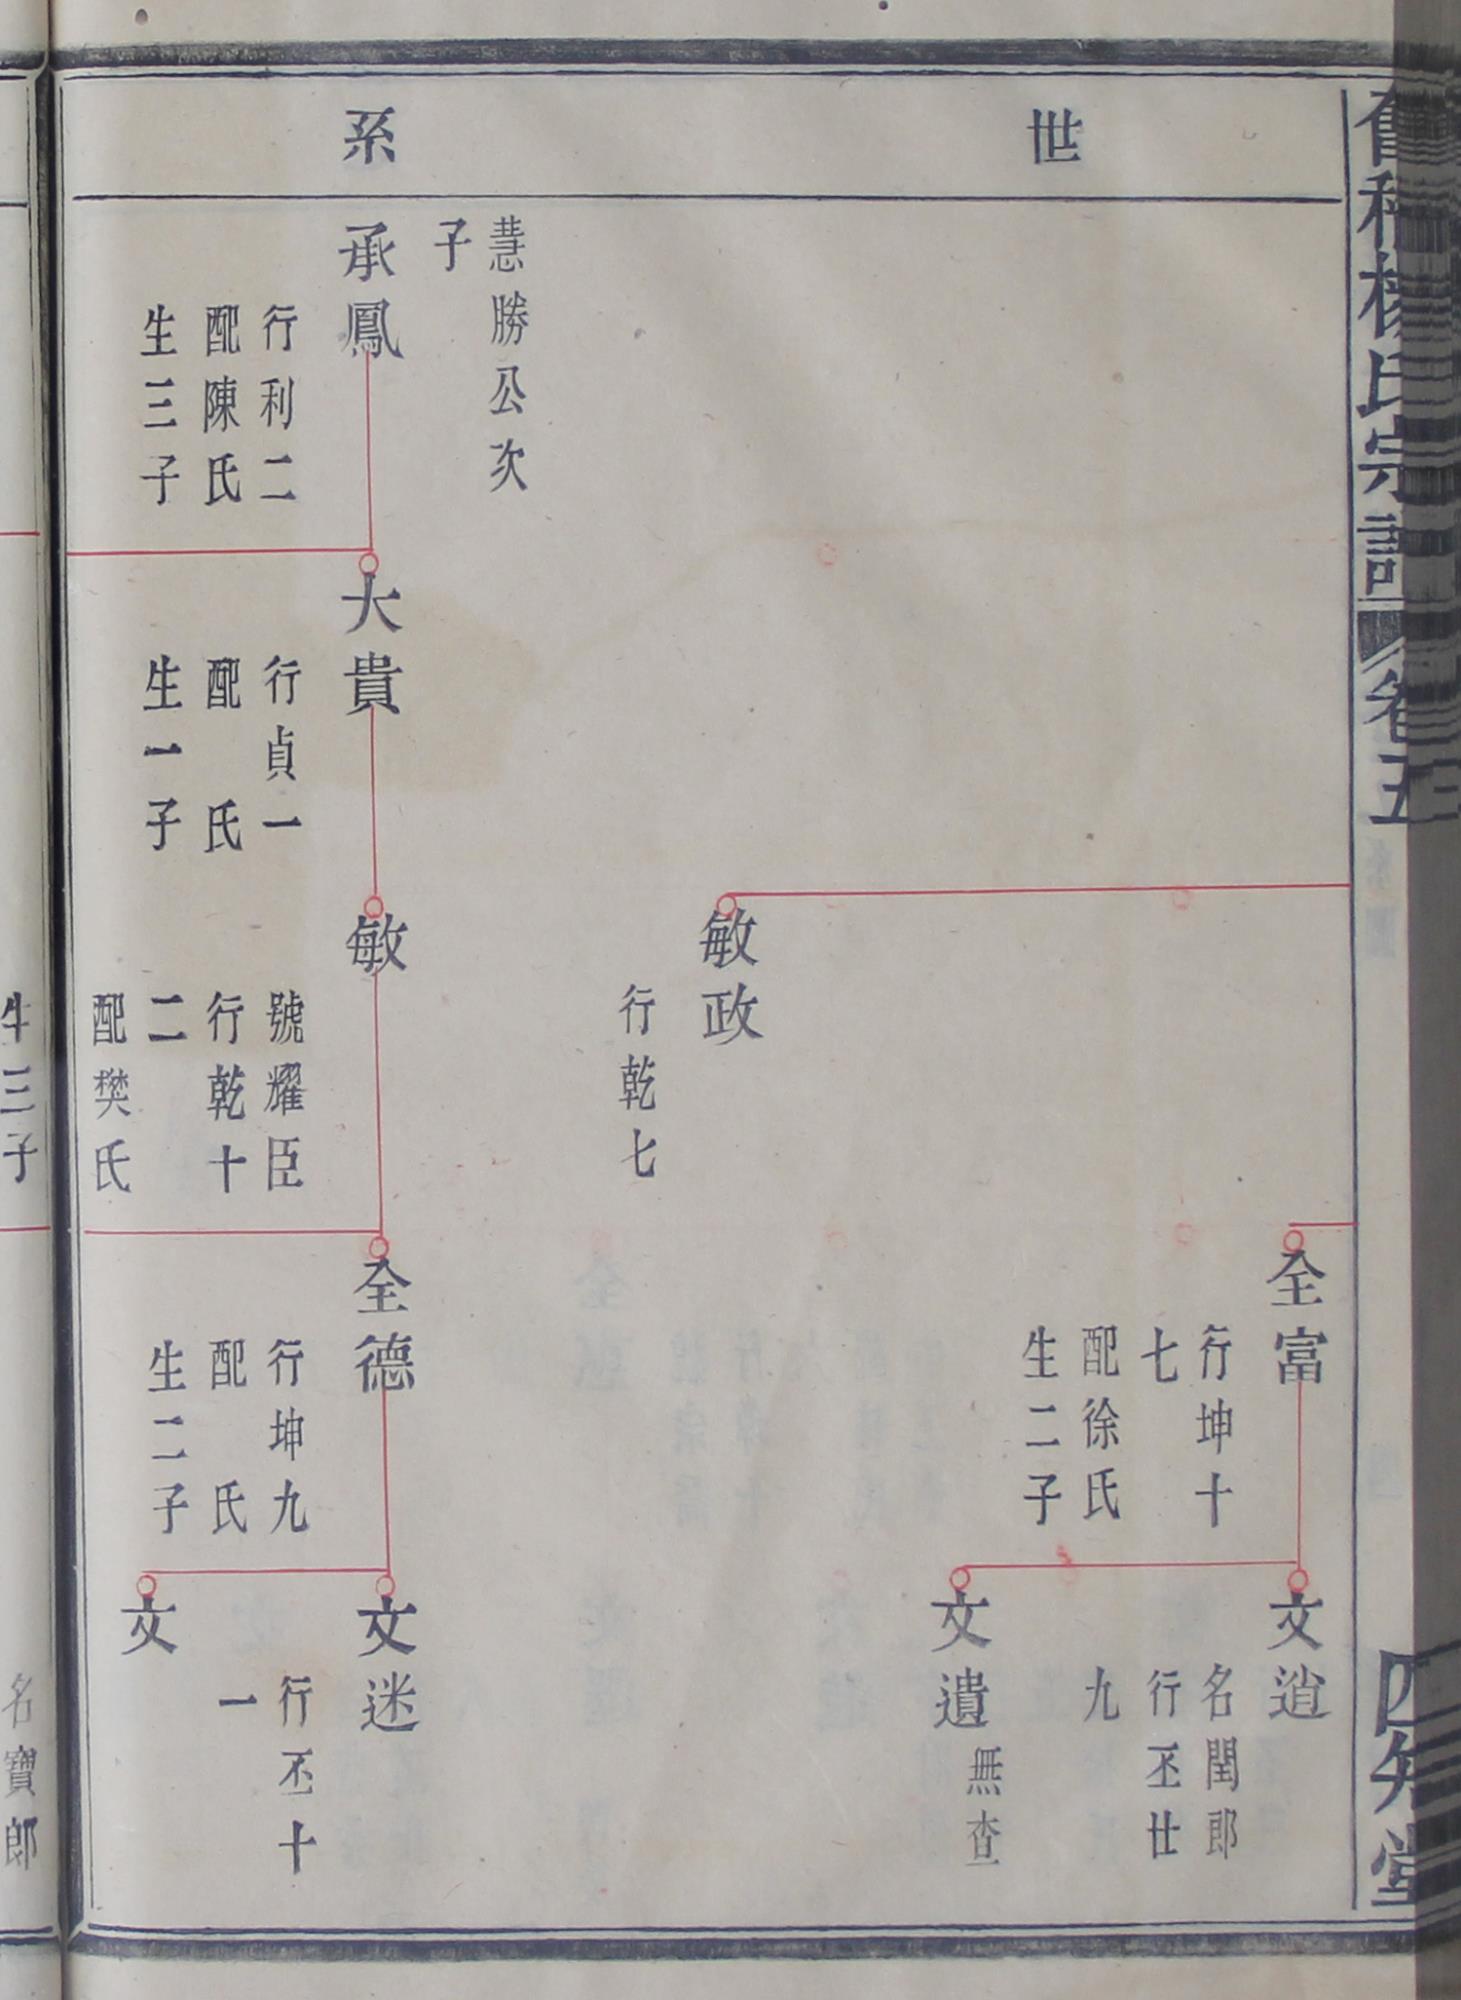 舊程楊氏宗譜
卷五
四知堂
世系
敏政
行乾七
全富
行坤十
七
配徐氏
生二子
文逍
名閏郎
行丕廿
九
文遺
無查
慧勝公次
子
承鳳
行利二
配陳氏
生三子
大貴
行貞一
配 氏
生一子
敏
號耀臣
行乾十
二
配樊氏
全德
行坤九
配 氏
生二子
文迷
行丕十
一
文
生三子
名寶郎